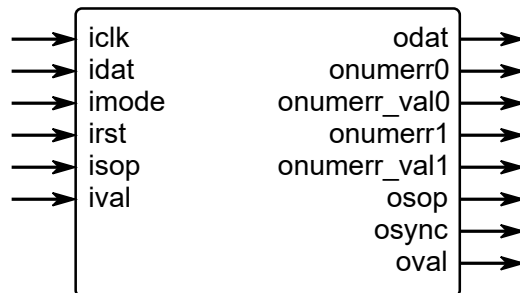 iclk odat
idat onumerr0
imode onumerr_val0
irst onumerr1
isop onumerr_val1
ival osop
osync
oval